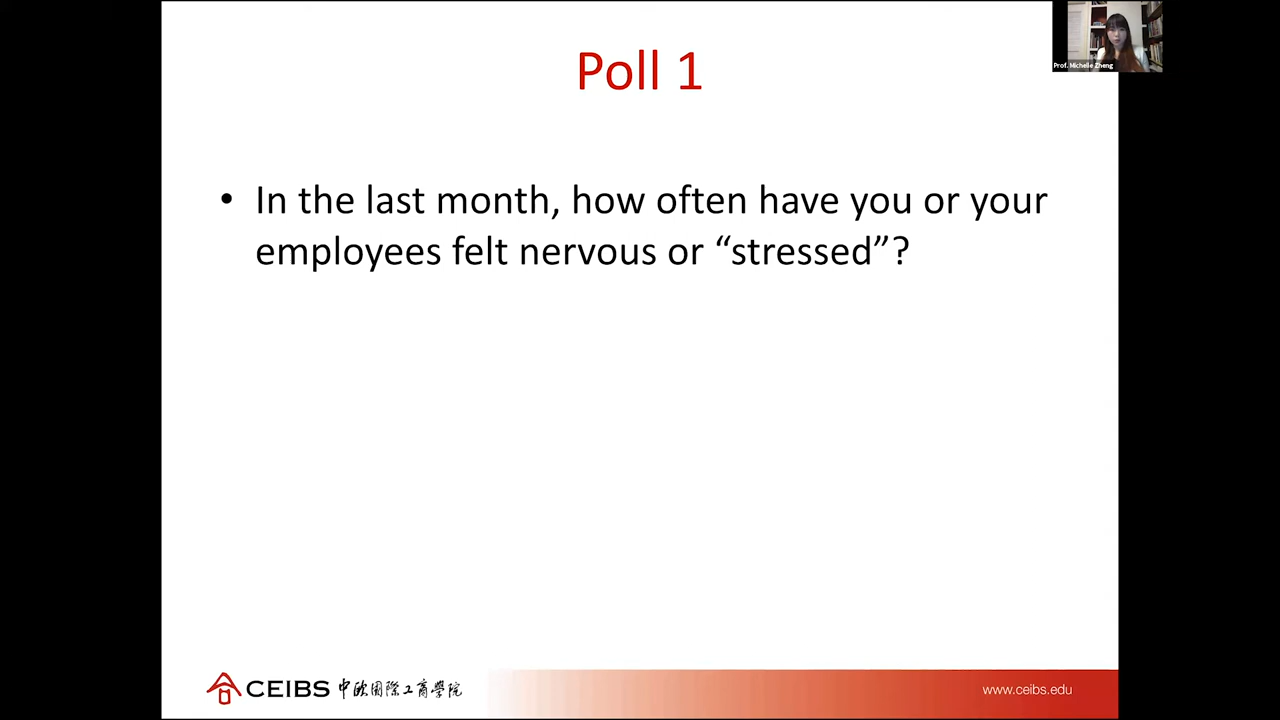 Poll 1
Prof. Michelle Zheng
• In the last month, how often have you or your
employees felt nervous or “stressed”?
CEIBS 中欧国际工商学院
www.ceibs.edu